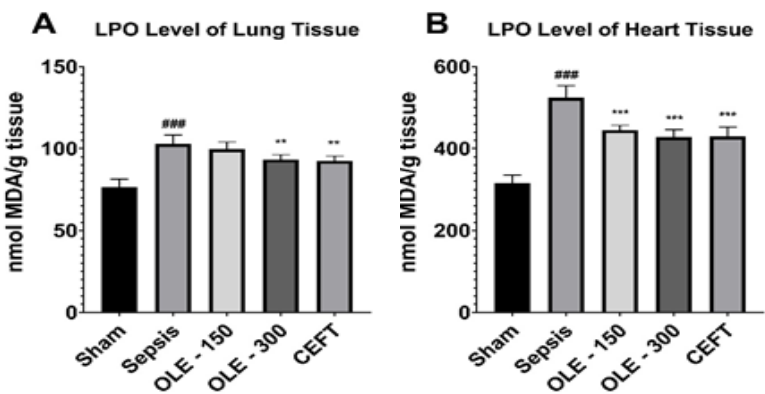 A LPO Level of Lung Tissue
nmol MDA/g tissue
150
100
50
0
###
**
**
Sham
Sepsis
OLE - 150
OLE - 300
CEFT
B LPO Level of Heart Tissue
nmol MDA/g tissue
600
400
200
0
###
***
***
***
Sham
Sepsis
OLE - 150
OLE - 300
CEFT